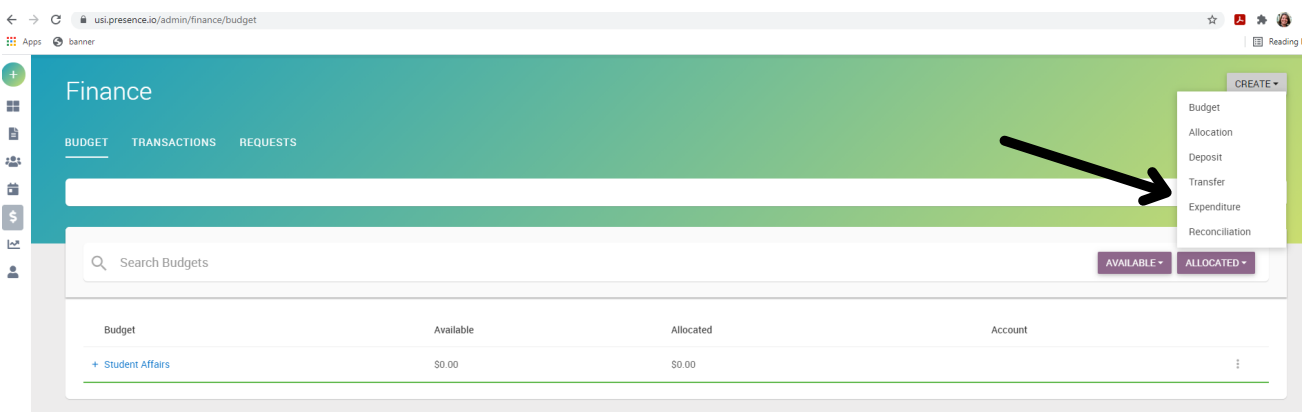 usi.presence.io/admin/finance/budget
Apps banner Reading
Finance
CREATE
BUDGET TRANSACTIONS REQUESTS
Budget
Allocation
Deposit
Transfer
Expenditure
Reconciliation
Search Budgets AVAILABLE ALLOCATED
Budget Available Allocated Account
+ Student Affairs $0.00 $0.00